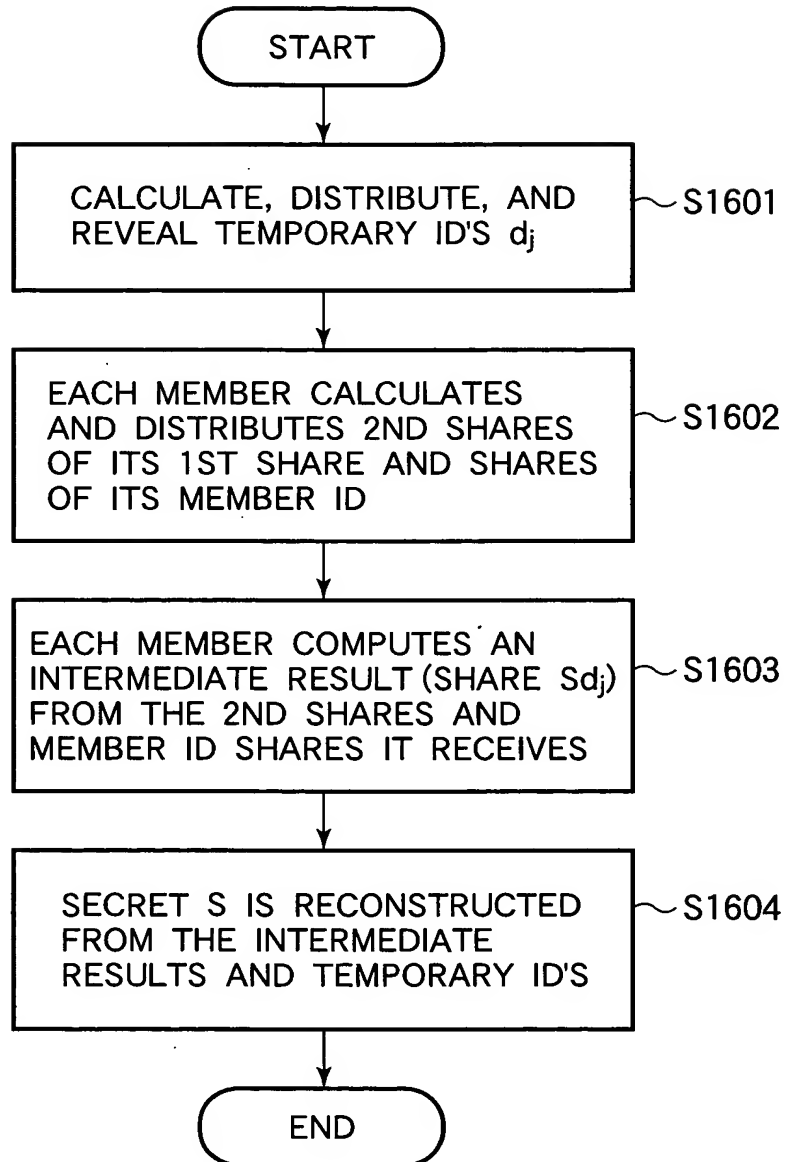 START
CALCULATE, DISTRIBUTE, AND
REVEAL TEMPORARY ID'S dj
S1601
EACH MEMBER CALCULATES
AND DISTRIBUTES 2ND SHARES
OF ITS 1ST SHARE AND SHARES
OF ITS MEMBER ID
S1602
EACH MEMBER COMPUTES AN
INTERMEDIATE RESULT (SHARE Sdj)
FROM THE 2ND SHARES AND
MEMBER ID SHARES IT RECEIVES
S1603
SECRET S IS RECONSTRUCTED
FROM THE INTERMEDIATE
RESULTS AND TEMPORARY ID'S
S1604
END